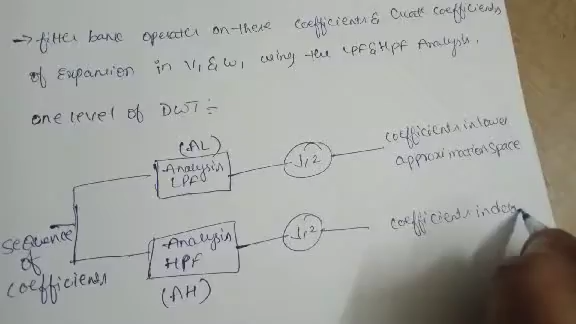 → filter bank operates on these coefficients & create coefficients
of Expansion in V₁ & W₁ using the LPF & HPF Analysis.
one level of DWT :-
(AL)
Analysis
LPF
↓,2
coefficients in lower
approximation space
sequence
of
coefficients
Analysis
HPF
(AH)
↓,2
coefficients in